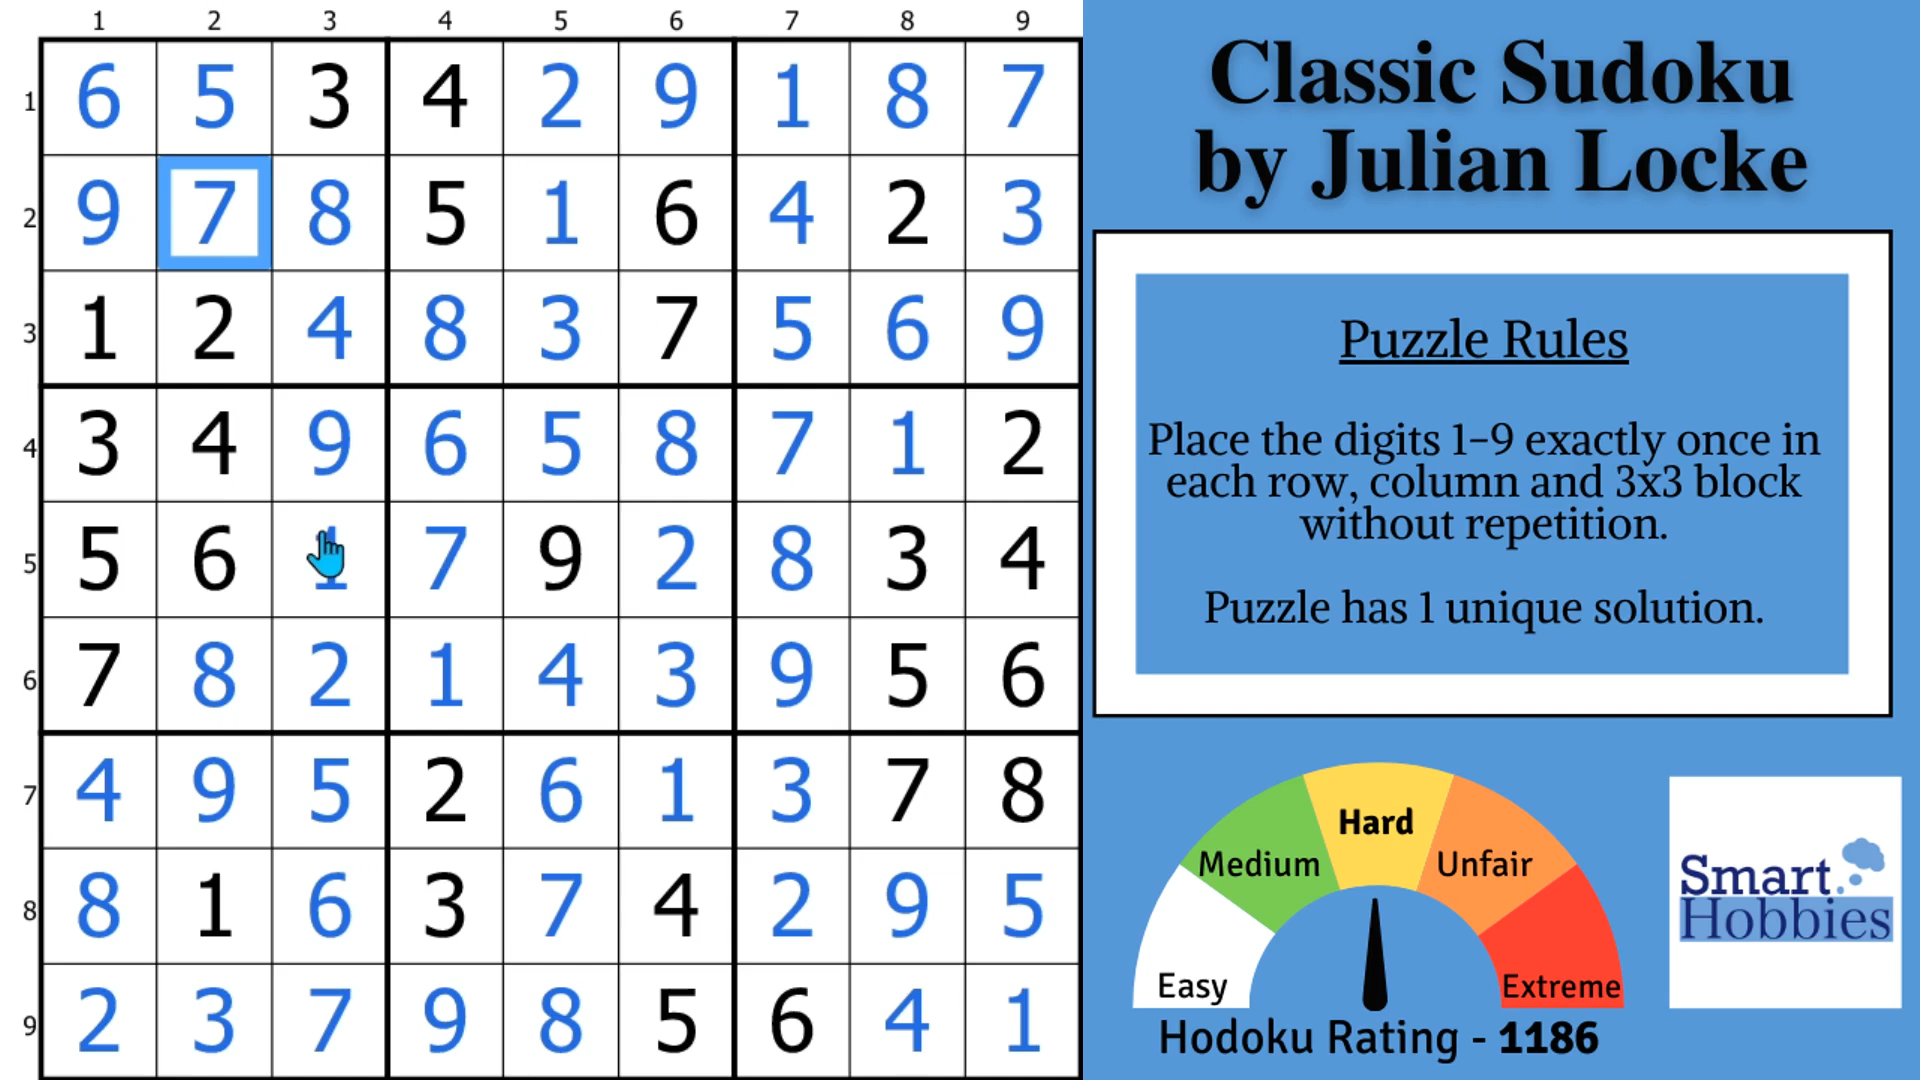 1 2 3 4 5 6 7 8 9
1 6 5 3 4 2 9 1 8 7
2 9 7 8 5 1 6 4 2 3
3 1 2 4 8 3 7 5 6 9
4 3 4 9 6 5 8 7 1 2
5 5 6 1 7 9 2 8 3 4
6 7 8 2 1 4 3 9 5 6
7 4 9 5 2 6 1 3 7 8
8 8 1 6 3 7 4 2 9 5
9 2 3 7 9 8 5 6 4 1
Classic Sudoku
by Julian Locke
Puzzle Rules
Place the digits 1-9 exactly once in
each row, column and 3x3 block
without repetition.
Puzzle has 1 unique solution.
Easy
Medium
Hard
Unfair
Extreme
Hodoku Rating - 1186
Smart
Hobbies